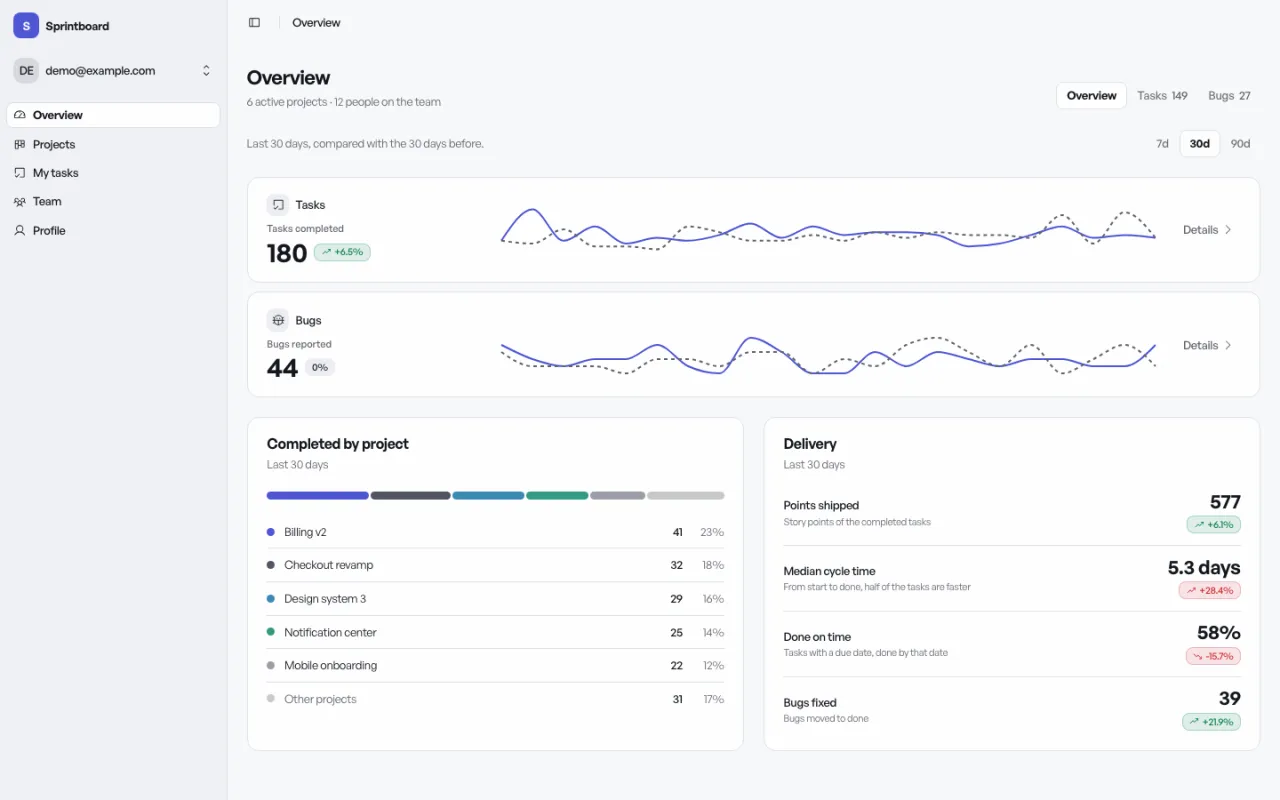 S Sprintboard
DE demo@example.com
Overview
Projects
My tasks
Team
Profile
Overview
Overview
6 active projects · 12 people on the team
Overview Tasks 149 Bugs 27
Last 30 days, compared with the 30 days before.
7d 30d 90d
Tasks
Tasks completed
180 +6.5%
Details
Bugs
Bugs reported
44 0%
Details
Completed by project
Last 30 days
Billing v2 41 23%
Checkout revamp 32 18%
Design system 3 29 16%
Notification center 25 14%
Mobile onboarding 22 12%
Other projects 31 17%
Delivery
Last 30 days
Points shipped 577
Story points of the completed tasks +6.1%
Median cycle time 5.3 days
From start to done, half of the tasks are faster +28.4%
Done on time 58%
Tasks with a due date, done by that date -15.7%
Bugs fixed 39
Bugs moved to done +21.9%